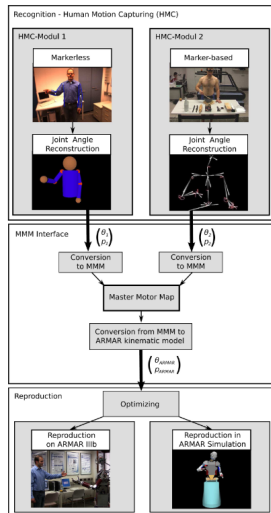 Recognition - Human Motion Capturing (HMC)
HMC-Modul 1
HMC-Modul 2
Markerless
Marker-based
Joint Angle
Reconstruction
Joint Angle
Reconstruction
MMM Interface
Conversion
to MMM
Conversion
to MMM
Master Motor Map
Conversion from MMM to
ARMAR kinematic model
θARMAR
pARMAR
Reproduction
Optimizing
Reproduction
on ARMAR IIIb
Reproduction in
ARMAR Simulation